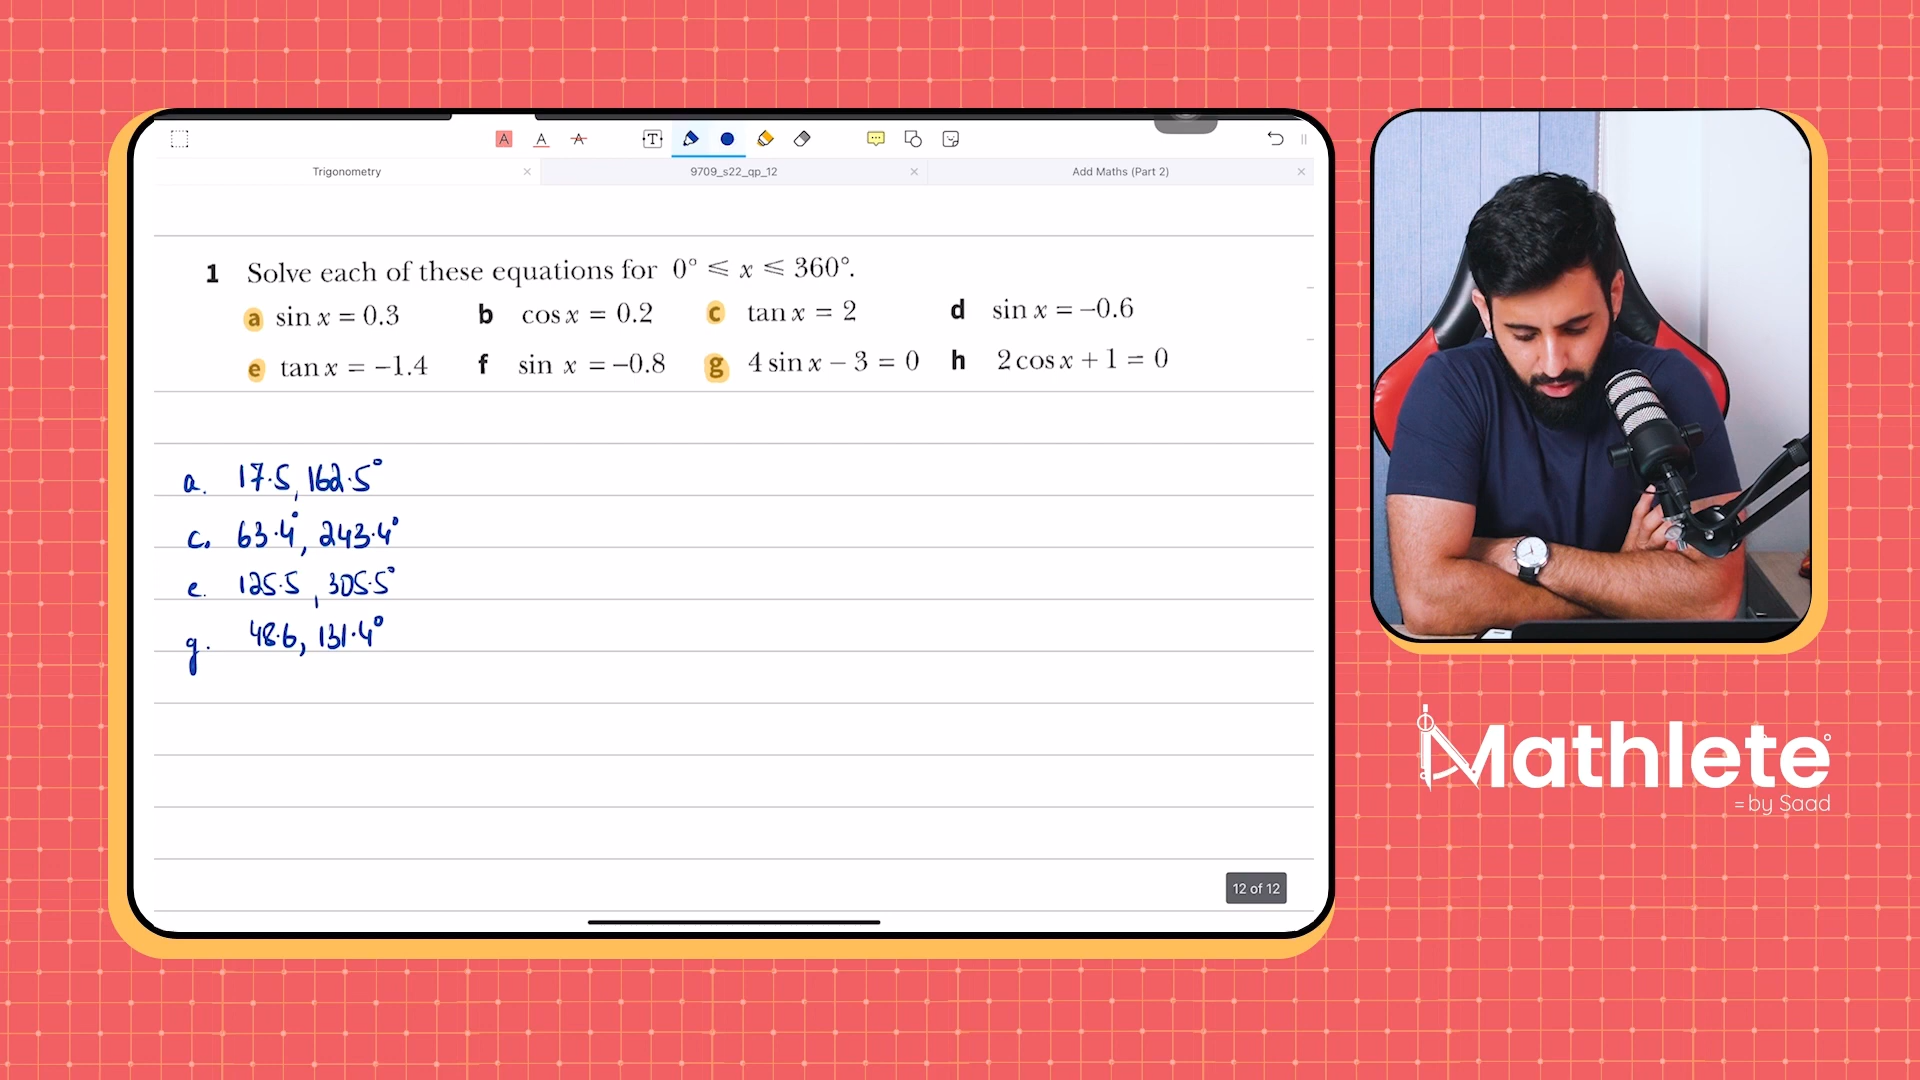 A A A T
Trigonometry 9709_s22_qp_12 Add Maths (Part 2)
1 Solve each of these equations for 0° ⩽ x ⩽ 360°.
a sin x = 0.3 b cos x = 0.2 c tan x = 2 d sin x = −0.6
e tan x = −1.4 f sin x = −0.8 g 4 sin x − 3 = 0 h 2 cos x + 1 = 0
a. 17.5, 162.5°
c. 63.4°, 243.4°
e. 125.5, 305.5°
g. 48.6, 131.4°
12 of 12
Mathlete°
= by Saad